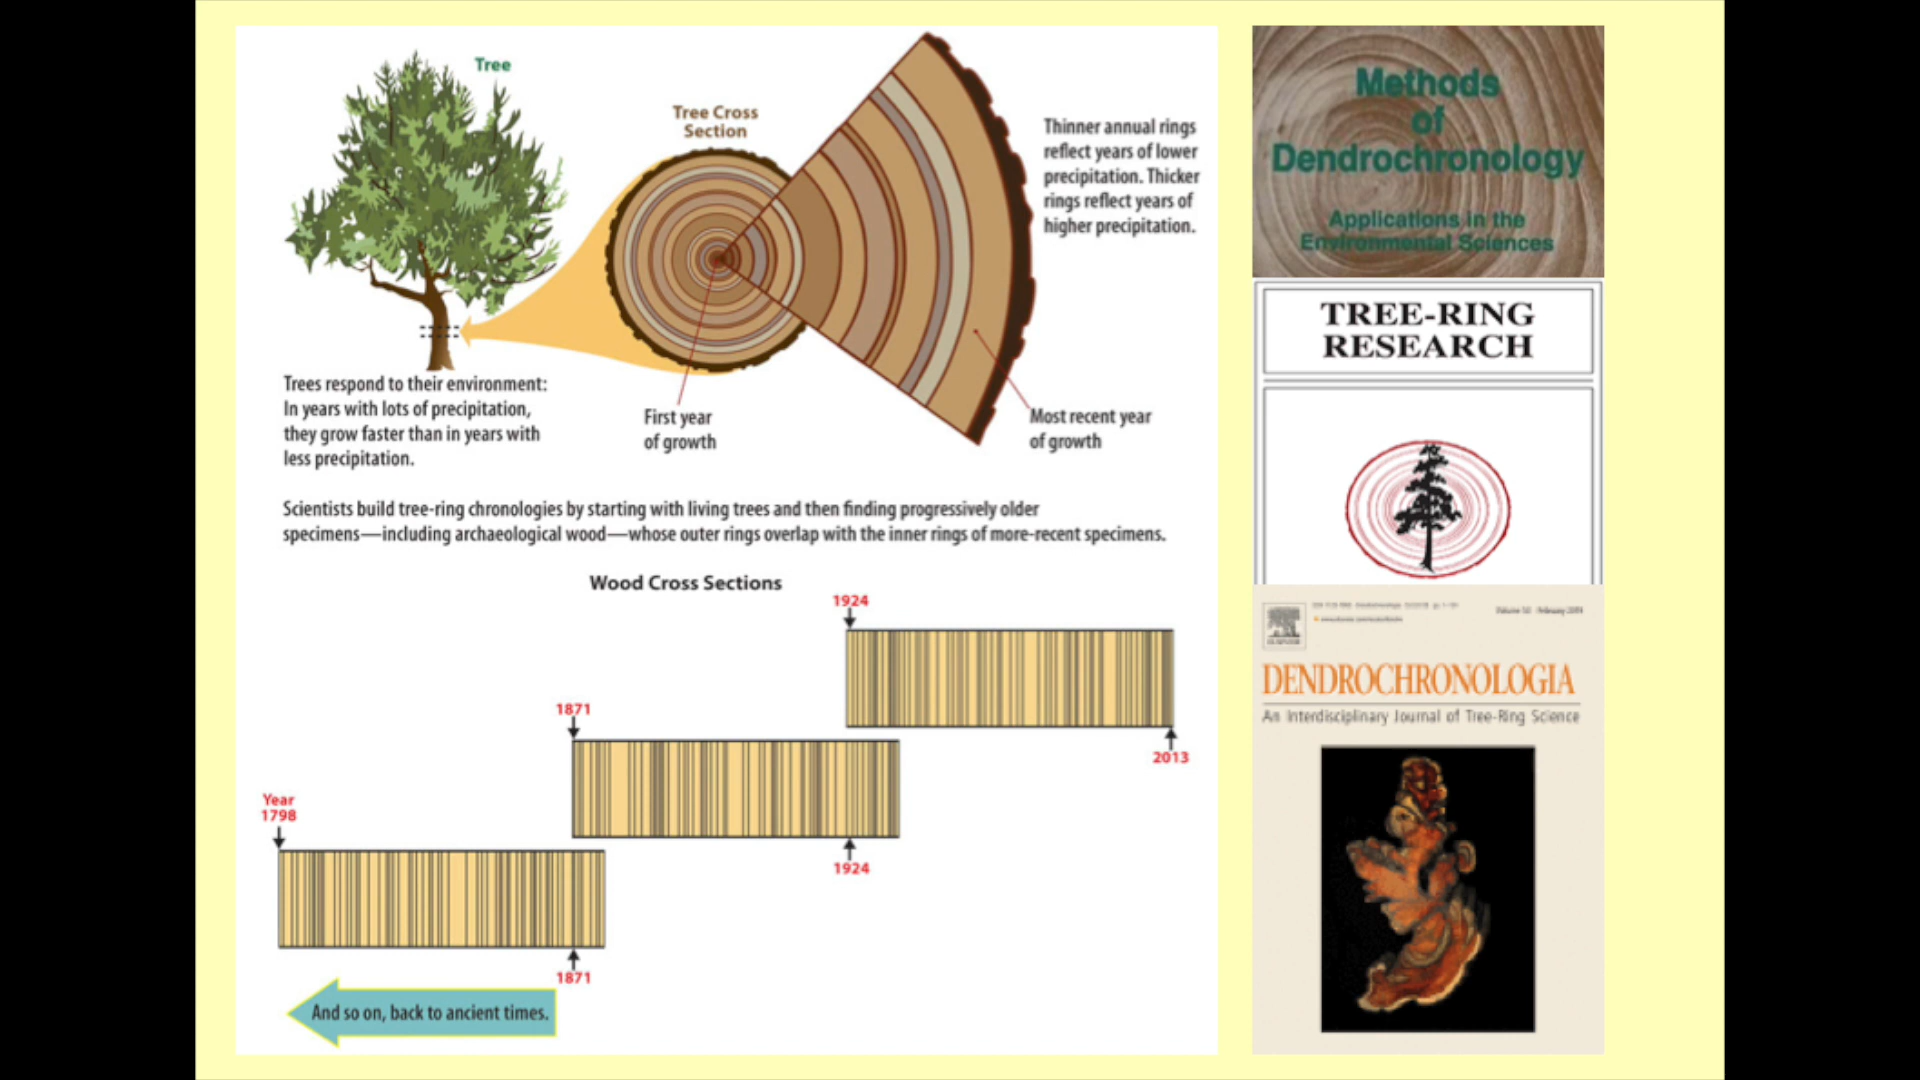 Tree
Tree Cross
Section
Thinner annual rings
reflect years of lower
precipitation. Thicker
rings reflect years of
higher precipitation.
Trees respond to their environment:
In years with lots of precipitation,
they grow faster than in years with
less precipitation.
First year
of growth
Most recent year
of growth
Scientists build tree-ring chronologies by starting with living trees and then finding progressively older
specimens—including archaeological wood—whose outer rings overlap with the inner rings of more-recent specimens.
Wood Cross Sections
1924
1871
2013
Year
1798
1924
1871
And so on, back to ancient times.
Methods
of
Dendrochronology
Applications in the
Environmental Sciences
TREE-RING
RESEARCH
DENDROCHRONOLOGIA
An Interdisciplinary Journal of Tree-Ring Science